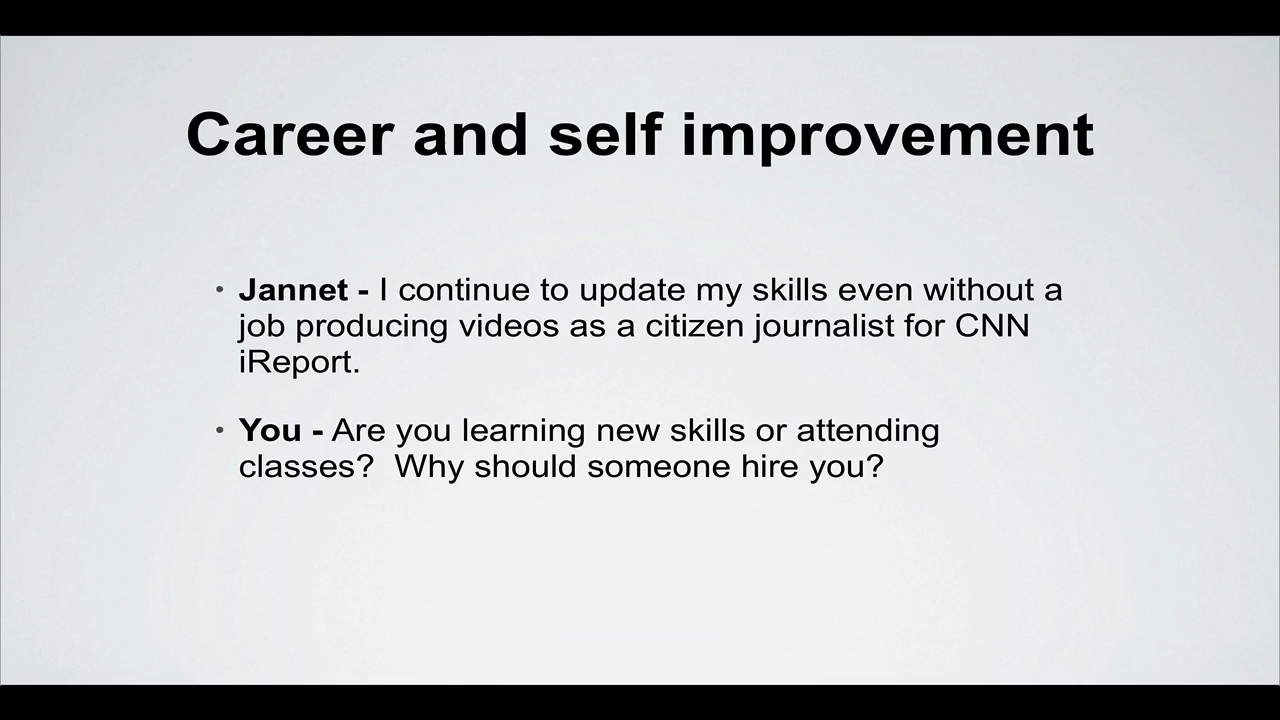 Career and self improvement
• Jannet - I continue to update my skills even without a
job producing videos as a citizen journalist for CNN
iReport.
• You - Are you learning new skills or attending
classes?  Why should someone hire you?